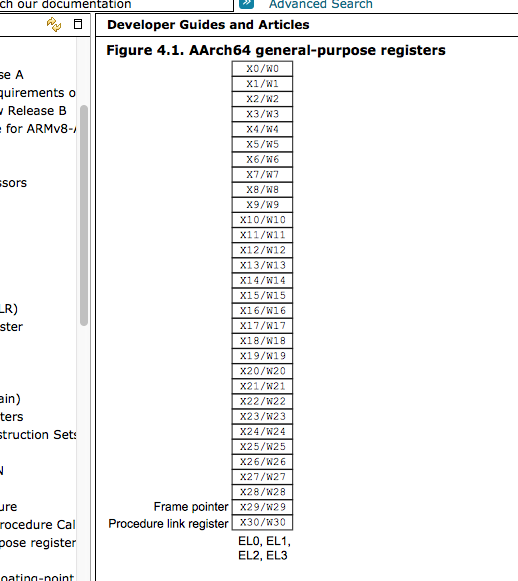 ch our documentation
»
Advanced Search
Developer Guides and Articles
se A
quirements o
Release B
e for ARMv8-
ssors
LR)
ster
ain)
ters
struction Sets
N
ure
rocedure Cal
pose register
oating-point
Figure 4.1. AArch64 general-purpose registers
X0/W0
X1/W1
X2/W2
X3/W3
X4/W4
X5/W5
X6/W6
X7/W7
X8/W8
X9/W9
X10/W10
X11/W11
X12/W12
X13/W13
X14/W14
X15/W15
X16/W16
X17/W17
X18/W18
X19/W19
X20/W20
X21/W21
X22/W22
X23/W23
X24/W24
X25/W25
X26/W26
X27/W27
X28/W28
Frame pointer X29/W29
Procedure link register X30/W30
EL0, EL1,
EL2, EL3